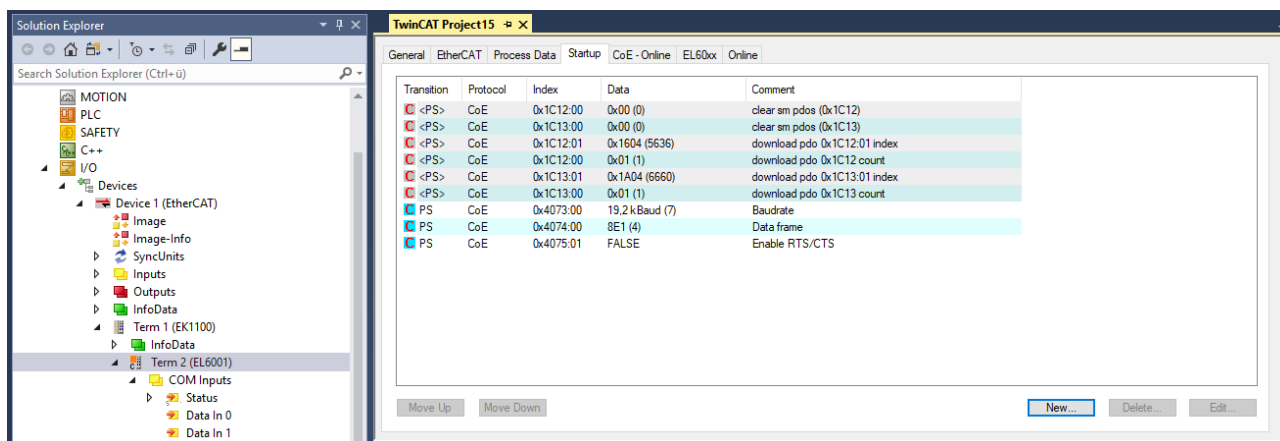 Solution Explorer
Search Solution Explorer (Ctrl+ü)
MOTION
PLC
SAFETY
C++
I/O
Devices
Device 1 (EtherCAT)
Image
Image-Info
SyncUnits
Inputs
Outputs
InfoData
Term 1 (EK1100)
InfoData
Term 2 (EL6001)
COM Inputs
Status
Data In 0
Data In 1
TwinCAT Project15
General EtherCAT Process Data Startup CoE - Online EL60xx Online
Transition Protocol Index Data Comment
C <PS> CoE 0x1C12:00 0x00 (0) clear sm pdos (0x1C12)
C <PS> CoE 0x1C13:00 0x00 (0) clear sm pdos (0x1C13)
C <PS> CoE 0x1C12:01 0x1604 (5636) download pdo 0x1C12:01 index
C <PS> CoE 0x1C12:00 0x01 (1) download pdo 0x1C12 count
C <PS> CoE 0x1C13:01 0x1A04 (6660) download pdo 0x1C13:01 index
C <PS> CoE 0x1C13:00 0x01 (1) download pdo 0x1C13 count
C PS CoE 0x4073:00 19,2 kBaud (7) Baudrate
C PS CoE 0x4074:00 8E1 (4) Data frame
C PS CoE 0x4075:01 FALSE Enable RTS/CTS
Move Up Move Down New... Delete... Edit...